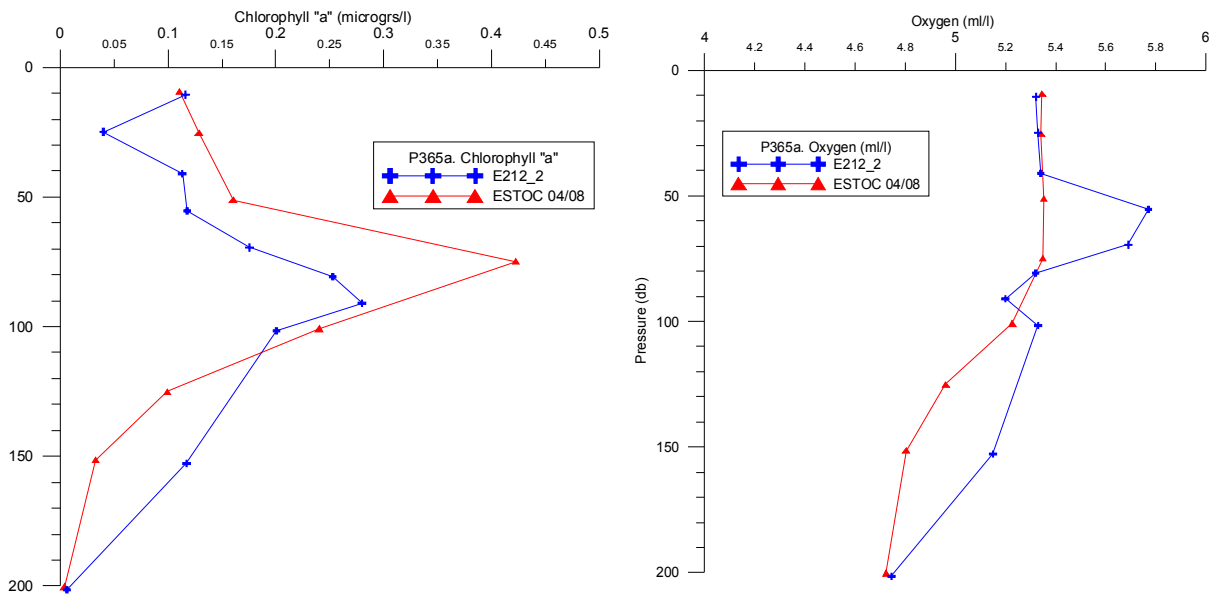 Chlorophyll "a" (microgrs/l)
0 0.1 0.2 0.3 0.4 0.5
0.05 0.15 0.25 0.35 0.45
0
50
100
150
200
P365a. Chlorophyll "a"
E212_2
ESTOC 04/08
Oxygen (ml/l)
4 5 6
4.2 4.4 4.6 4.8 5.2 5.4 5.6 5.8
0
50
100
150
200
Pressure (db)
P365a. Oxygen (ml/l)
E212_2
ESTOC 04/08